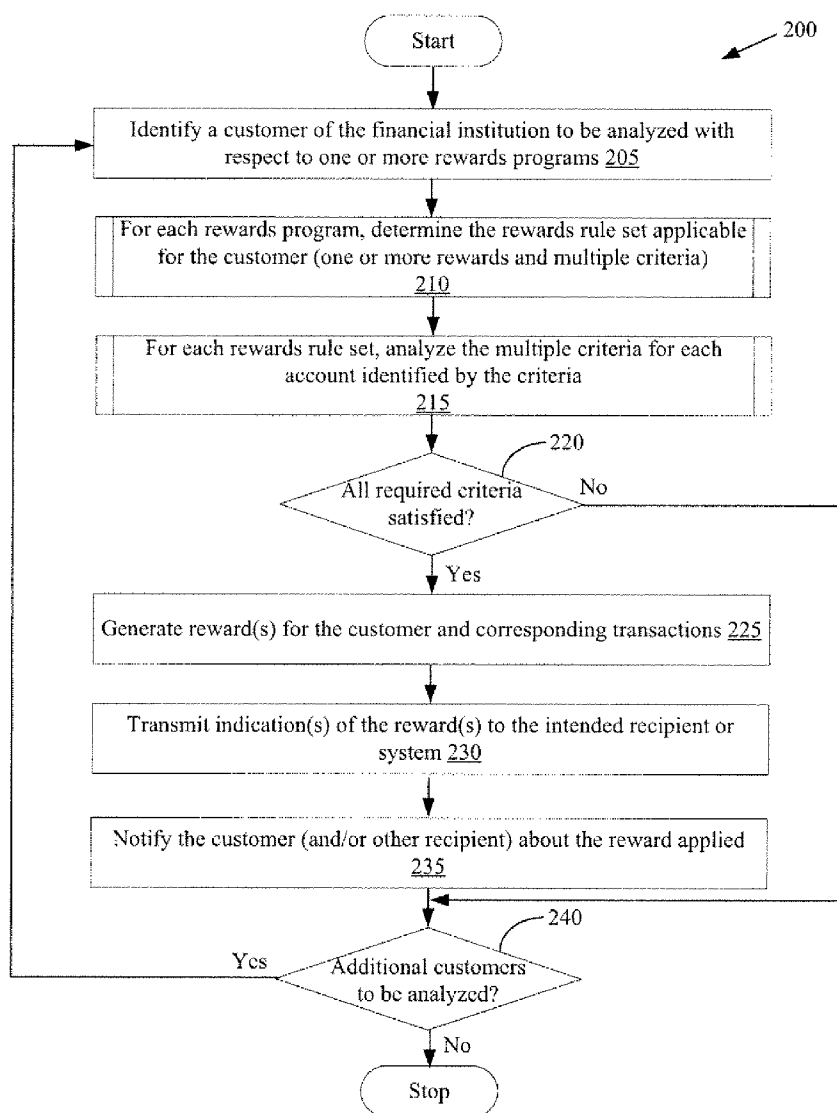 Start
200
Identify a customer of the financial institution to be analyzed with
respect to one or more rewards programs 205
For each rewards program, determine the rewards rule set applicable
for the customer (one or more rewards and multiple criteria)
210
For each rewards rule set, analyze the multiple criteria for each
account identified by the criteria
215
220
All required criteria
satisfied?
No
Yes
Generate reward(s) for the customer and corresponding transactions 225
Transmit indication(s) of the reward(s) to the intended recipient or
system 230
Notify the customer (and/or other recipient) about the reward applied
235
240
Yes
Additional customers
to be analyzed?
No
Stop